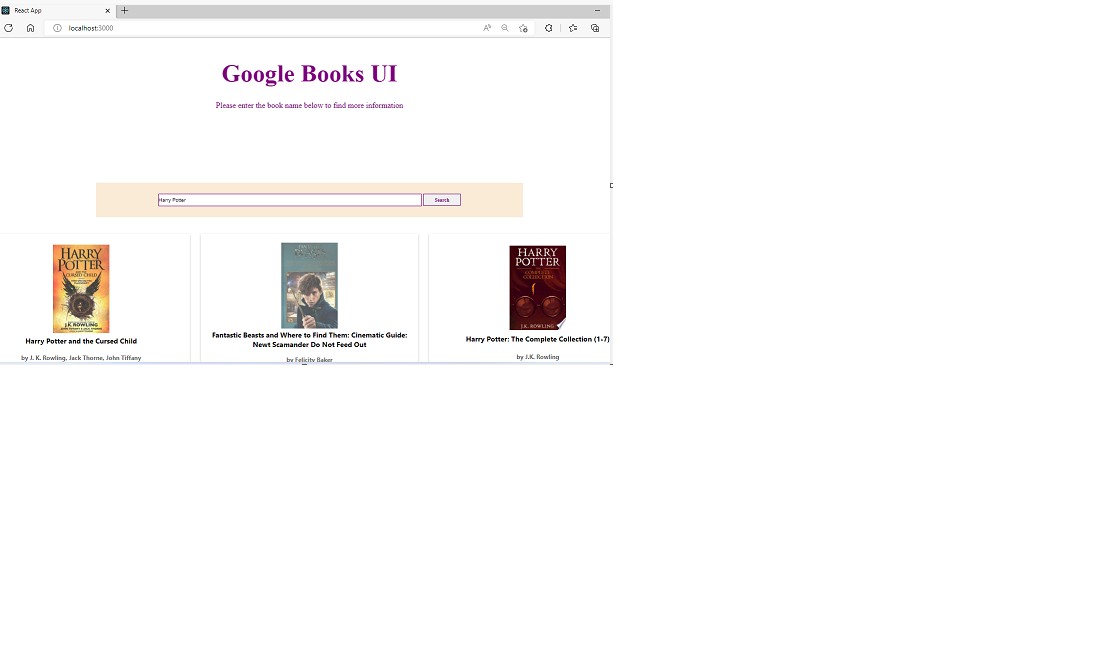 React App
localhost:3000
Google Books UI
Please enter the book name below to find more information
Harry Potter
Search
HARRY
POTTER
CURSED CHILD
J.K. ROWLING
HARRY
POTTER
COMPLETE
COLLECTION
J.K. ROWLING
Harry Potter and the Cursed Child
by J. K. Rowling, Jack Thorne, John Tiffany
Fantastic Beasts and Where to Find Them: Cinematic Guide:
Newt Scamander Do Not Feed Out
by Felicity Baker
Harry Potter: The Complete Collection (1-7)
by J.K. Rowling